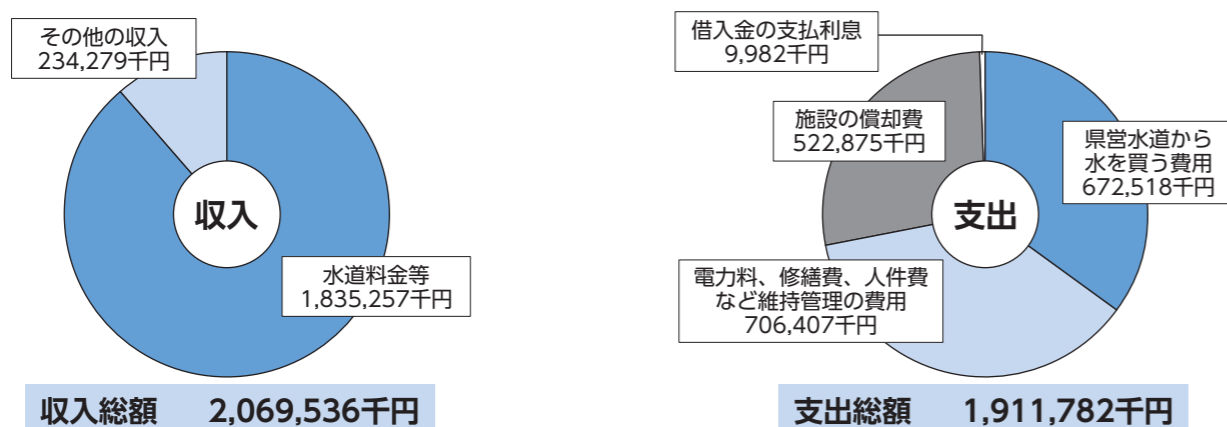 その他の収入
234,279千円
収入
水道料金等
1,835,257千円
収入総額 2,069,536千円
借入金の支払利息
9,982千円
施設の償却費
522,875千円
県営水道から
水を買う費用
672,518千円
支出
電力料、修繕費、人件費
など維持管理の費用
706,407千円
支出総額 1,911,782千円